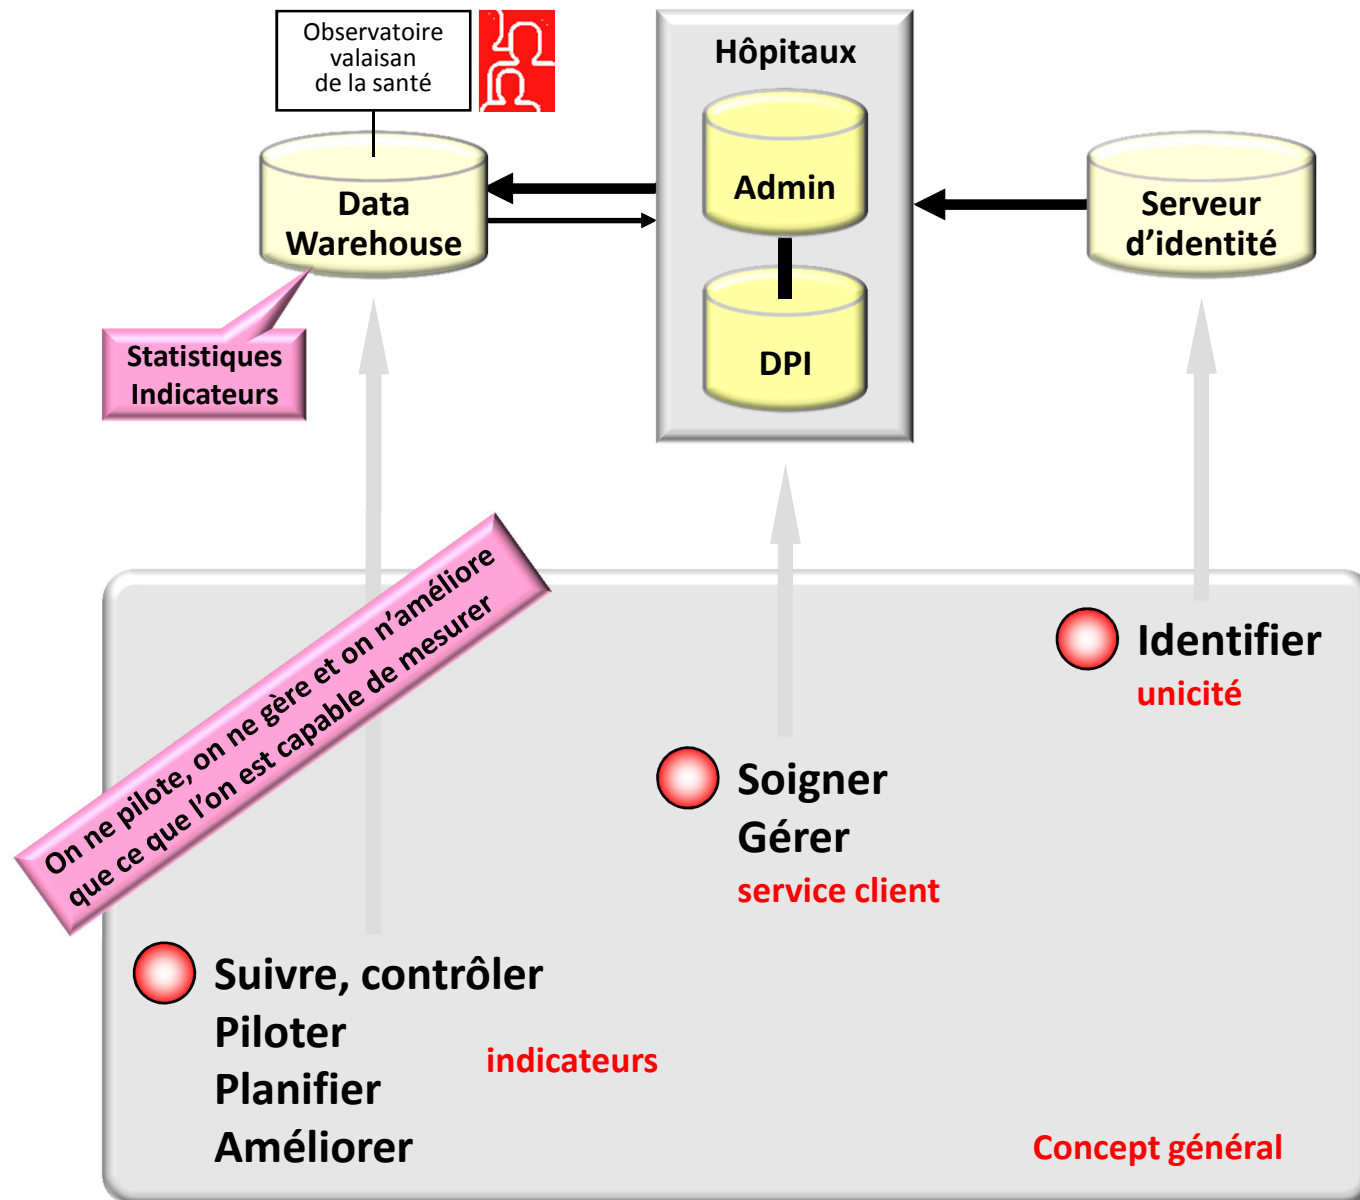 Observatoire
valaisan
de la santé
Hôpitaux
Admin
DPI
Data
Warehouse
Serveur
d’identité
Statistiques
Indicateurs
On ne pilote, on ne gère et on n’améliore
que ce que l’on est capable de mesurer
Identifier
unicité
Soigner
Gérer
service client
Suivre, contrôler
Piloter
Planifier
Améliorer
indicateurs
Concept général